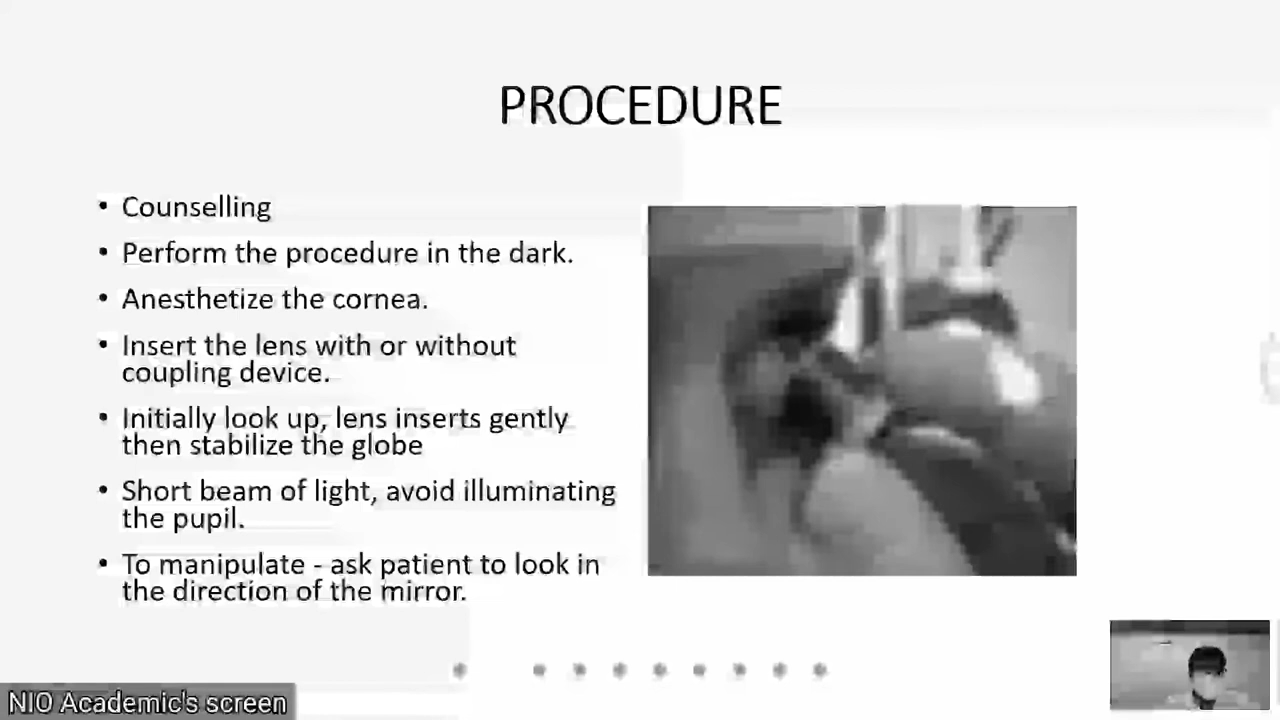 PROCEDURE
• Counselling
• Perform the procedure in the dark.
• Anesthetize the cornea.
• Insert the lens with or without
coupling device.
• Initially look up, lens inserts gently
then stabilize the globe
• Short beam of light, avoid illuminating
the pupil.
• To manipulate - ask patient to look in
the direction of the mirror.
NIO Academic's screen